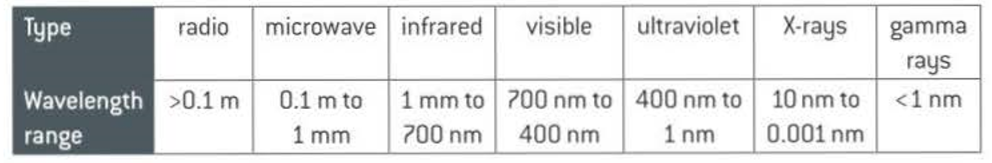 Type radio microwave infrared visible ultraviolet X-rays gamma
rays
Wavelength >0.1 m 0.1 m to 1 mm to 700 nm to 400 nm to 10 nm to <1 nm
range 1 mm 700 nm 400 nm 1 nm 0.001 nm